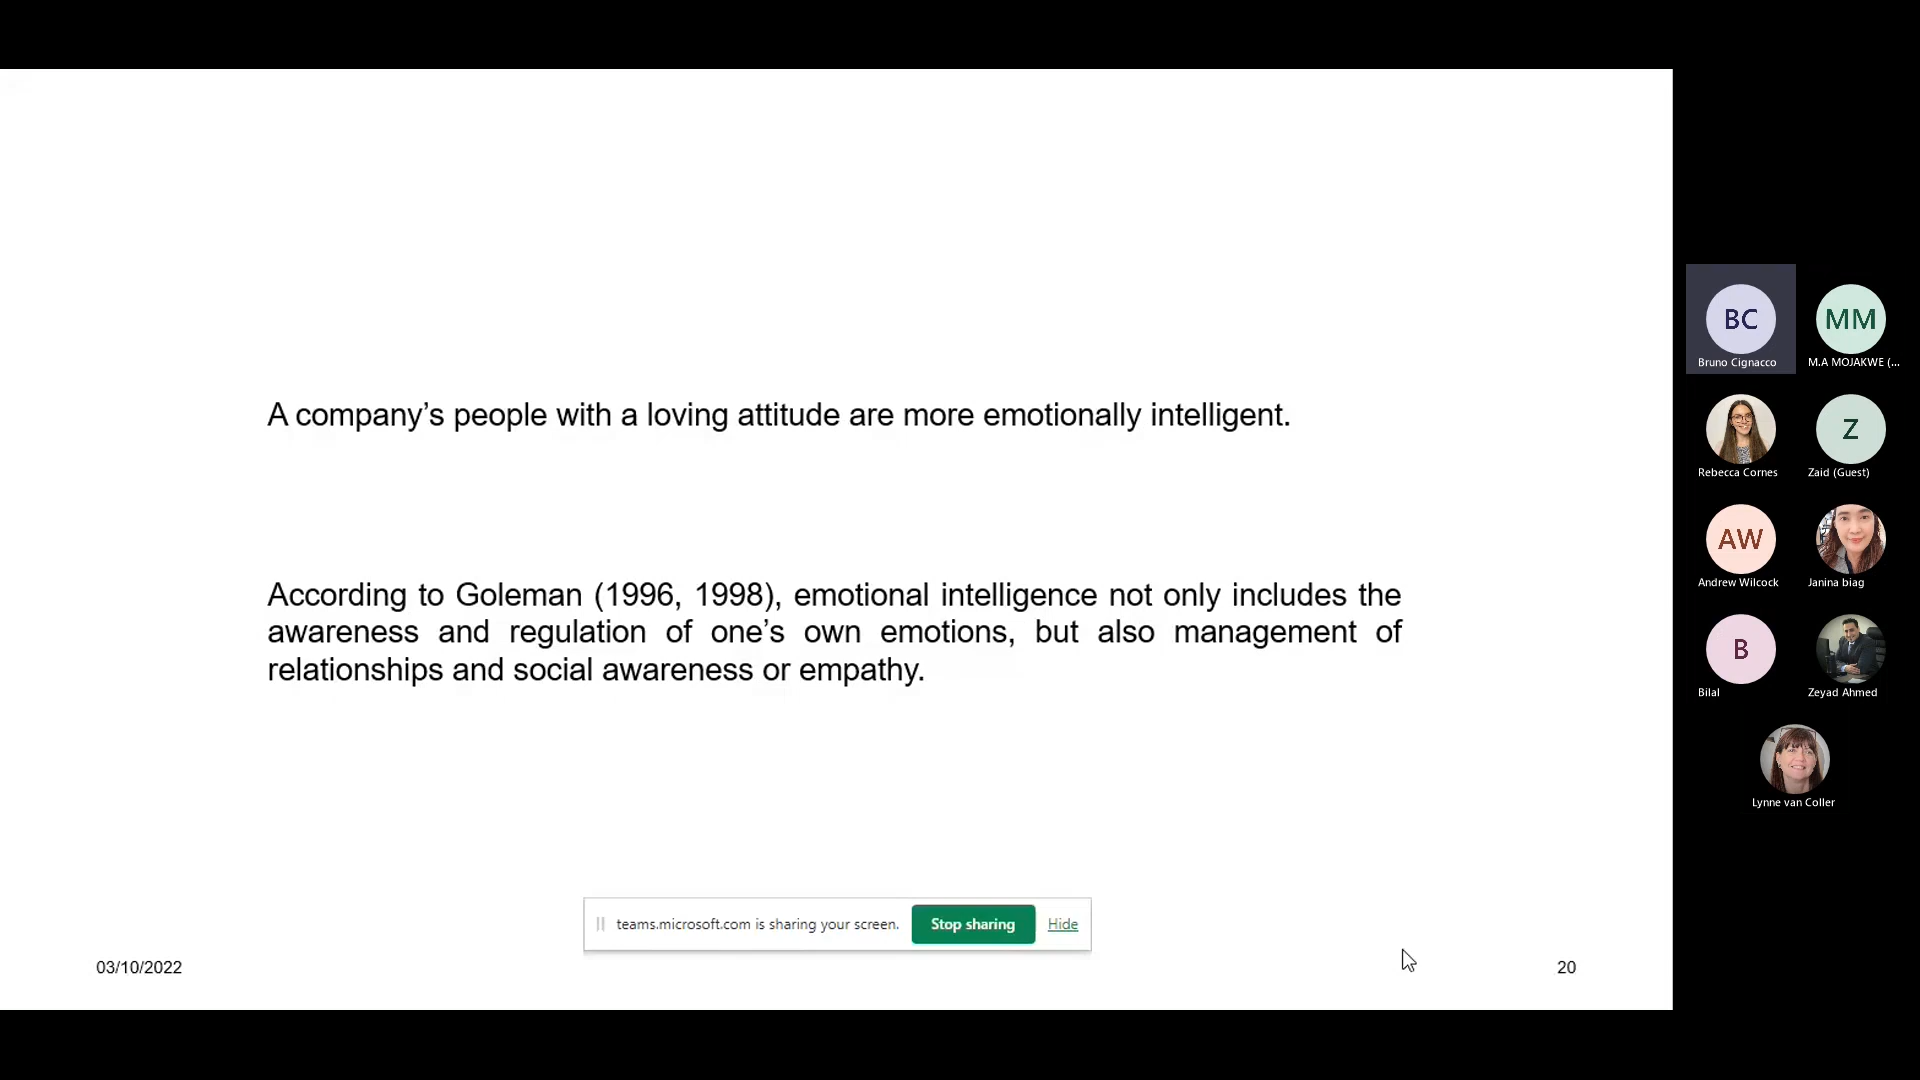 A company’s people with a loving attitude are more emotionally intelligent.
According to Goleman (1996, 1998), emotional intelligence not only includes the
awareness and regulation of one’s own emotions, but also management of
relationships and social awareness or empathy.
teams.microsoft.com is sharing your screen. Stop sharing Hide
03/10/2022
20
BC
Bruno Cignacco
MM
M.A MOJAKWE (...
Rebecca Cornes
Z
Zaid (Guest)
AW
Andrew Wilcock
Janina biag
B
Bilal
Zeyad Ahmed
Lynne van Coller